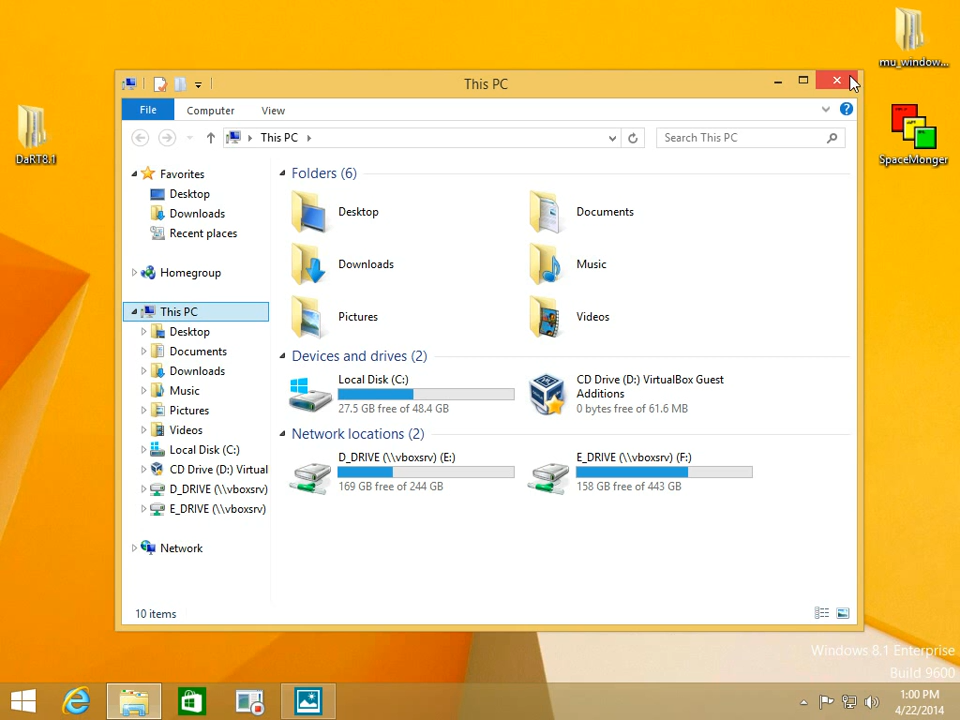 mu_window...
DaRT8.1
SpaceMonger
This PC
File
Computer
View
This PC
Search This PC
Favorites
Desktop
Downloads
Recent places
Homegroup
This PC
Desktop
Documents
Downloads
Music
Pictures
Videos
Local Disk (C:)
CD Drive (D:) Virtual
D_DRIVE (\\vboxsrv)
E_DRIVE (\\vboxsrv)
Network
Folders (6)
Desktop
Documents
Downloads
Music
Pictures
Videos
Devices and drives (2)
Local Disk (C:)
27.5 GB free of 48.4 GB
CD Drive (D:) VirtualBox Guest
Additions
0 bytes free of 61.6 MB
Network locations (2)
D_DRIVE (\\vboxsrv) (E:)
169 GB free of 244 GB
E_DRIVE (\\vboxsrv) (F:)
158 GB free of 443 GB
10 items
Windows 8.1 Enterprise
Build 9600
1:00 PM
4/22/2014